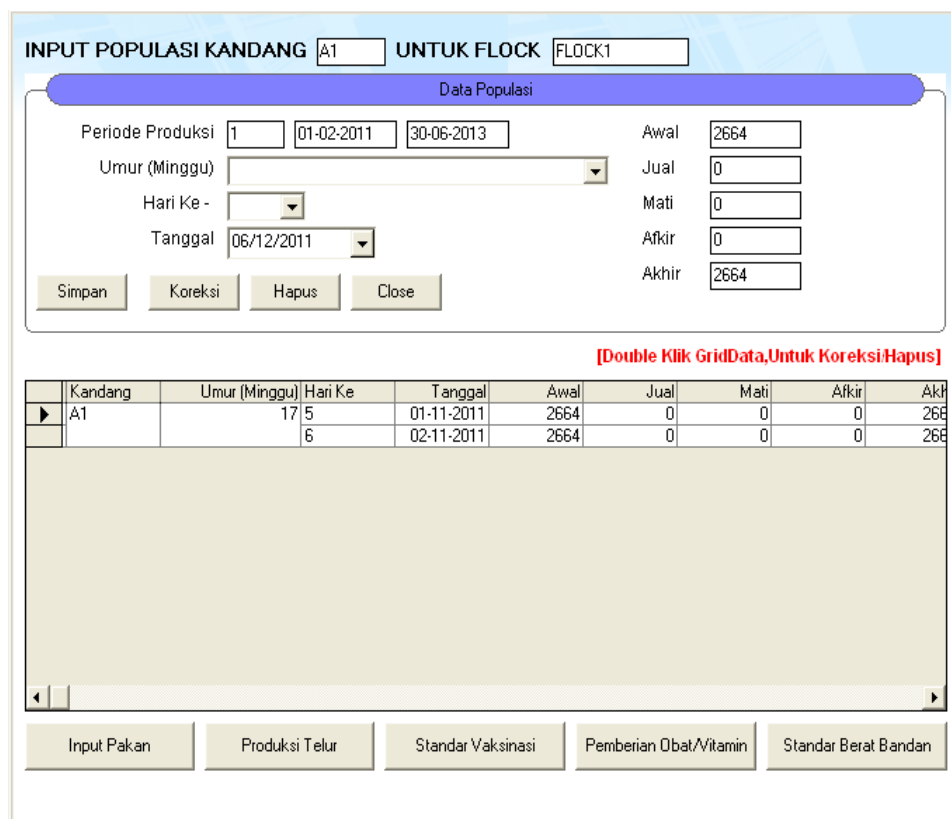 INPUT POPULASI KANDANG A1 UNTUK FLOCK FLOCK1
Data Populasi
Periode Produksi 1 01-02-2011 30-06-2013 Awal 2664
Umur (Minggu) Jual 0
Hari Ke - Mati 0
Tanggal 06/12/2011 Afkir 0
Akhir 2664
Simpan Koreksi Hapus Close
[Double Klik GridData,Untuk Koreksi/Hapus]
Kandang Umur (Minggu) Hari Ke Tanggal Awal Jual Mati Afkir Akh
A1 17 5 01-11-2011 2664 0 0 0 266
6 02-11-2011 2664 0 0 0 266
Input Pakan Produksi Telur Standar Vaksinasi Pemberian Obat/Vitamin Standar Berat Bandan